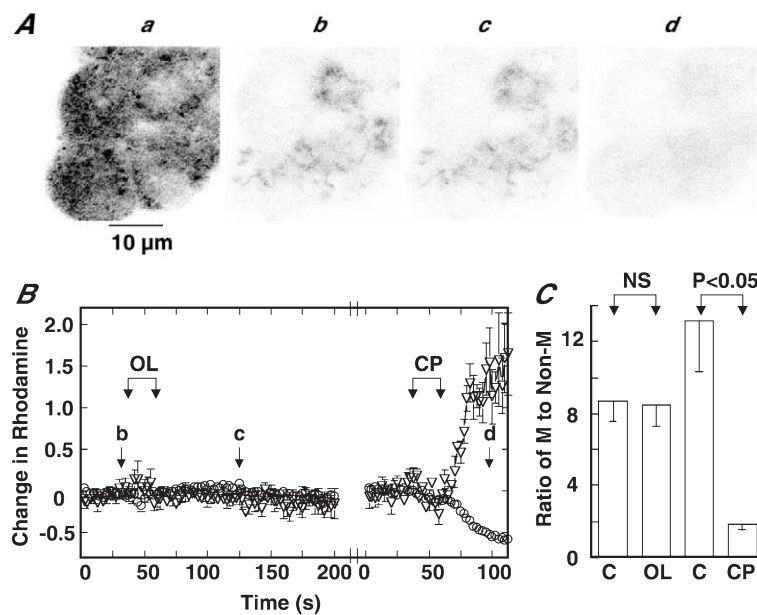 A
a b c d
10 µm
B
Change in Rhodamine
2.0
1.5
1.0
0.5
0
-0.5
OL
b
c
CP
d
0 50 100 150 200 0 50 100
Time (s)
C
NS P<0.05
Ratio of M to Non-M
12
8
4
0
C OL C CP